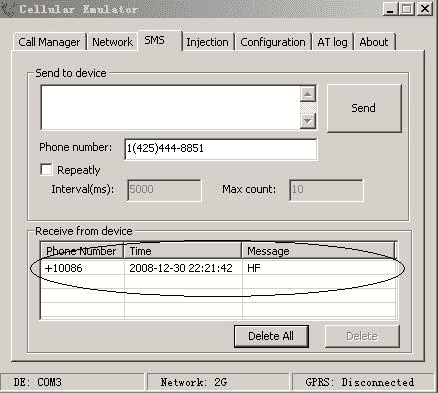 Cellular Emulator
Call Manager Network SMS Injection Configuration AT log About
Send to device
Send
Phone number: 1(425)444-8851
Repeatly
Interval(ms): 5000 Max count: 10
Receive from device
Phone Number Time Message
+10086 2008-12-30 22:21:42 HF
Delete All Delete
DE: COM3 Network: 2G GPRS: Disconnected